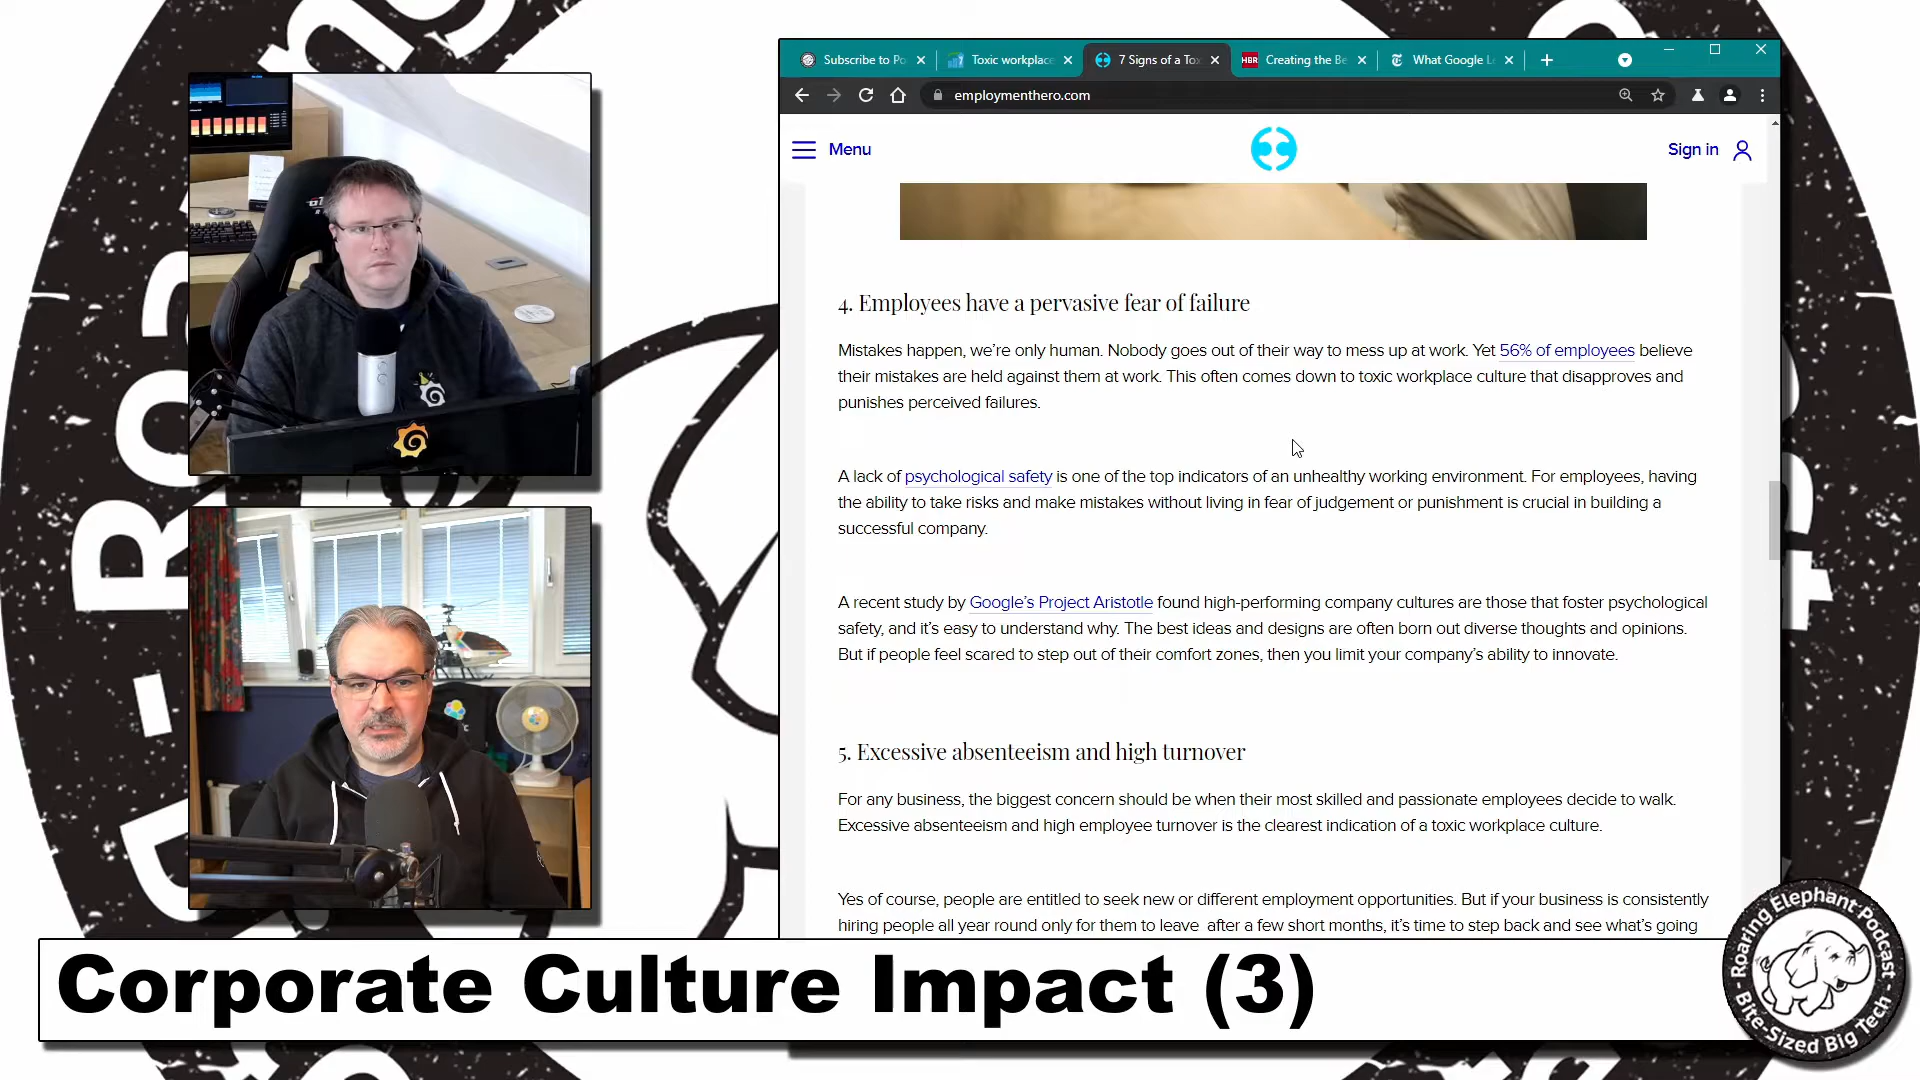 Subscribe to Po
Toxic workplace
7 Signs of a Tox
HBR
Creating the Be
What Google Le
employmenthero.com
Menu
Sign in
4. Employees have a pervasive fear of failure
Mistakes happen, we're only human. Nobody goes out of their way to mess up at work. Yet 56% of employees believe
their mistakes are held against them at work. This often comes down to toxic workplace culture that disapproves and
punishes perceived failures.
A lack of psychological safety is one of the top indicators of an unhealthy working environment. For employees, having
the ability to take risks and make mistakes without living in fear of judgement or punishment is crucial in building a
successful company.
A recent study by Google's Project Aristotle found high-performing company cultures are those that foster psychological
safety, and it's easy to understand why. The best ideas and designs are often born out diverse thoughts and opinions.
But if people feel scared to step out of their comfort zones, then you limit your company's ability to innovate.
5. Excessive absenteeism and high turnover
For any business, the biggest concern should be when their most skilled and passionate employees decide to walk.
Excessive absenteeism and high employee turnover is the clearest indication of a toxic workplace culture.
Yes of course, people are entitled to seek new or different employment opportunities. But if your business is consistently
hiring people all year round only for them to leave after a few short months, it's time to step back and see what's going
Corporate Culture Impact (3)
- Roaring Elephant Podcast -
Bite-Sized Big Tech